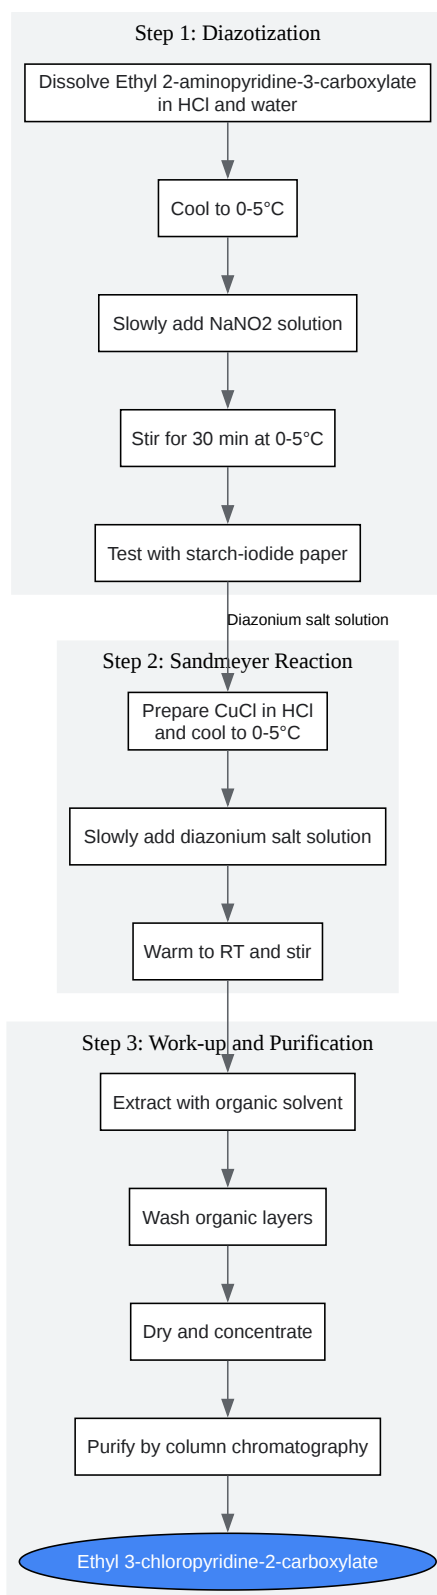 Step 1: Diazotization
Dissolve Ethyl 2-aminopyridine-3-carboxylate
in HCl and water
Cool to 0-5°C
Slowly add NaNO2 solution
Stir for 30 min at 0-5°C
Test with starch-iodide paper
Diazonium salt solution
Step 2: Sandmeyer Reaction
Prepare CuCl in HCl
and cool to 0-5°C
Slowly add diazonium salt solution
Warm to RT and stir
Step 3: Work-up and Purification
Extract with organic solvent
Wash organic layers
Dry and concentrate
Purify by column chromatography
Ethyl 3-chloropyridine-2-carboxylate